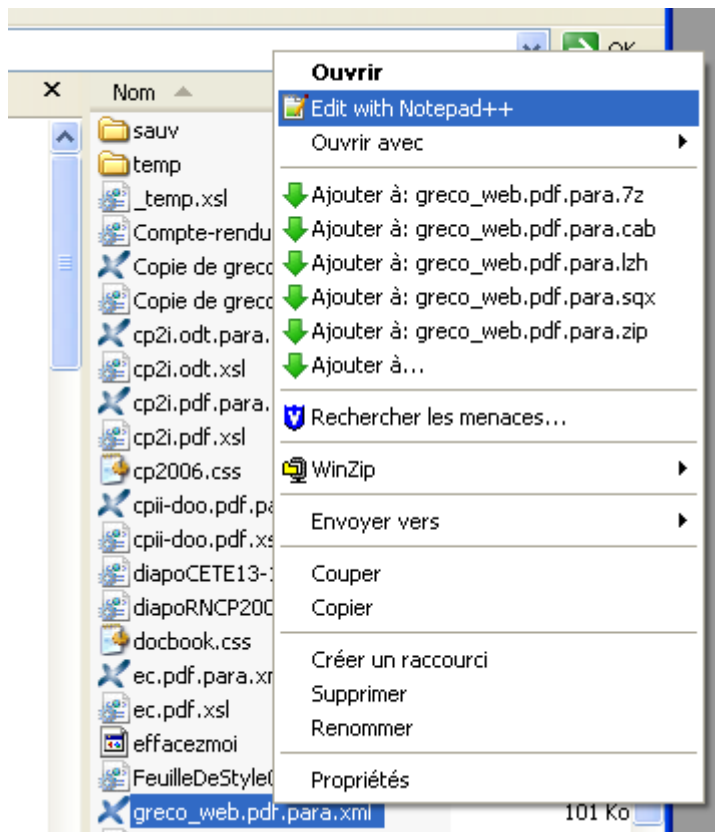 OK
Nom
sauv
temp
_temp.xsl
Compte-rendu
Copie de grec
Copie de grec
cp2i.odt.para.
cp2i.odt.xsl
cp2i.pdf.para.
cp2i.pdf.xsl
cp2006.css
cpii-doo.pdf.pa
cpii-doo.pdf.xs
diapoCETE13-
diapoRNCP200
docbook.css
ec.pdf.para.xm
ec.pdf.xsl
effacezmoi
FeuilleDeStyle
greco_web.pdf.para.xml 101 Ko
Ouvrir
Edit with Notepad++
Ouvrir avec
Ajouter à: greco_web.pdf.para.7z
Ajouter à: greco_web.pdf.para.cab
Ajouter à: greco_web.pdf.para.lzh
Ajouter à: greco_web.pdf.para.sqx
Ajouter à: greco_web.pdf.para.zip
Ajouter à...
Rechercher les menaces...
WinZip
Envoyer vers
Couper
Copier
Créer un raccourci
Supprimer
Renommer
Propriétés